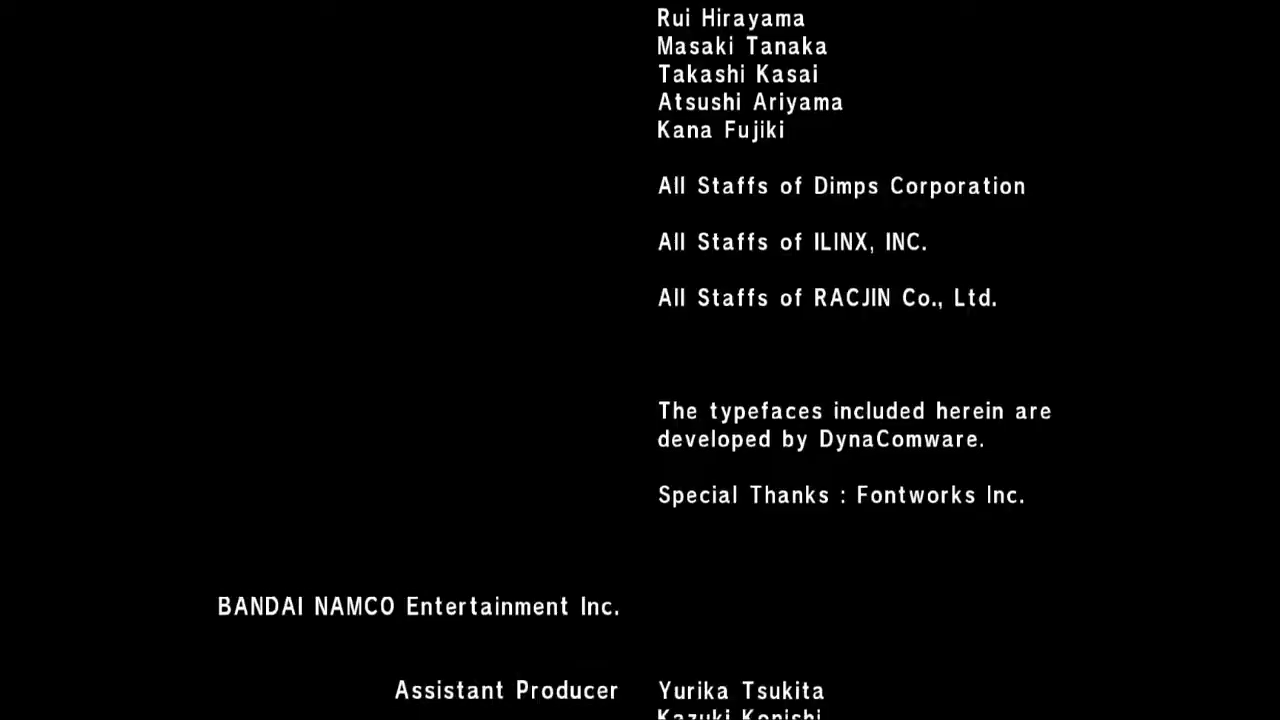 Rui Hirayama
Masaki Tanaka
Takashi Kasai
Atsushi Ariyama
Kana Fujiki
All Staffs of Dimps Corporation
All Staffs of ILINX, INC.
All Staffs of RACJIN Co., Ltd.
The typefaces included herein are
developed by DynaComware.
Special Thanks : Fontworks Inc.
BANDAI NAMCO Entertainment Inc.
Assistant Producer Yurika Tsukita
Kazuki Konishi